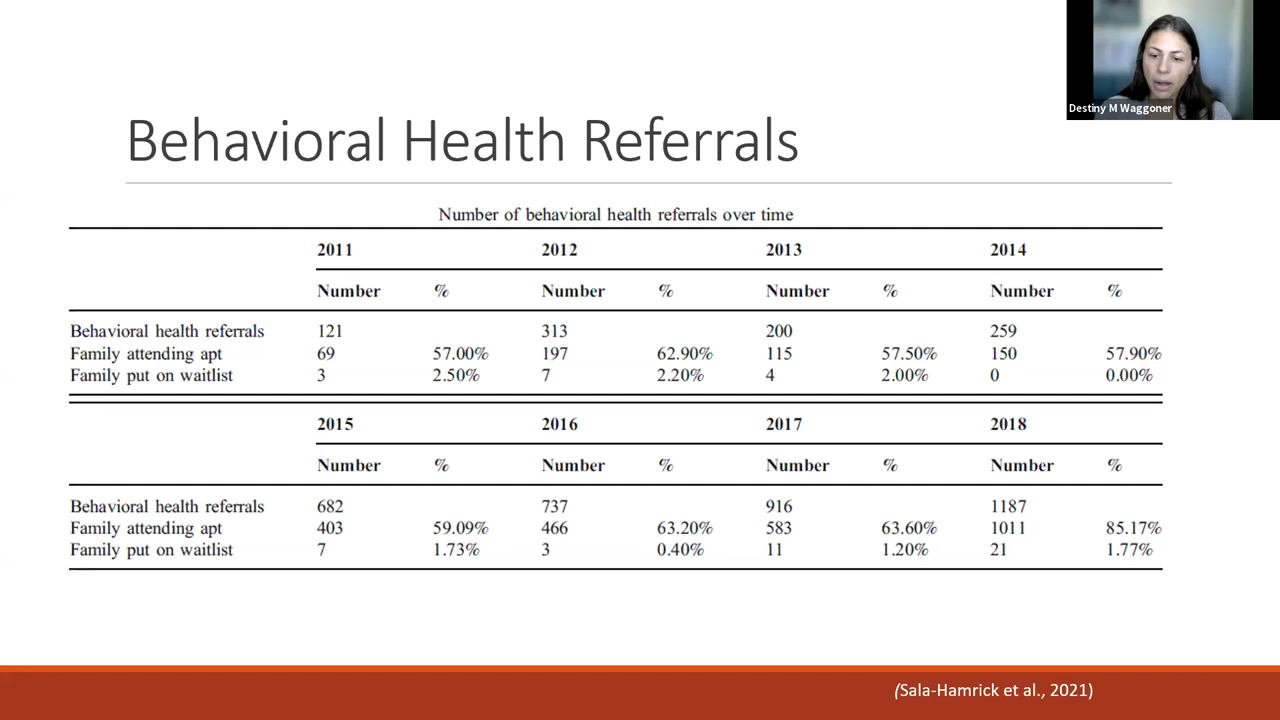 Destiny M Waggoner
Behavioral Health Referrals
Number of behavioral health referrals over time
2011 2012 2013 2014
Number % Number % Number % Number %
Behavioral health referrals 121 313 200 259
Family attending apt 69 57.00% 197 62.90% 115 57.50% 150 57.90%
Family put on waitlist 3 2.50% 7 2.20% 4 2.00% 0 0.00%
2015 2016 2017 2018
Number % Number % Number % Number %
Behavioral health referrals 682 737 916 1187
Family attending apt 403 59.09% 466 63.20% 583 63.60% 1011 85.17%
Family put on waitlist 7 1.73% 3 0.40% 11 1.20% 21 1.77%
(Sala-Hamrick et al., 2021)